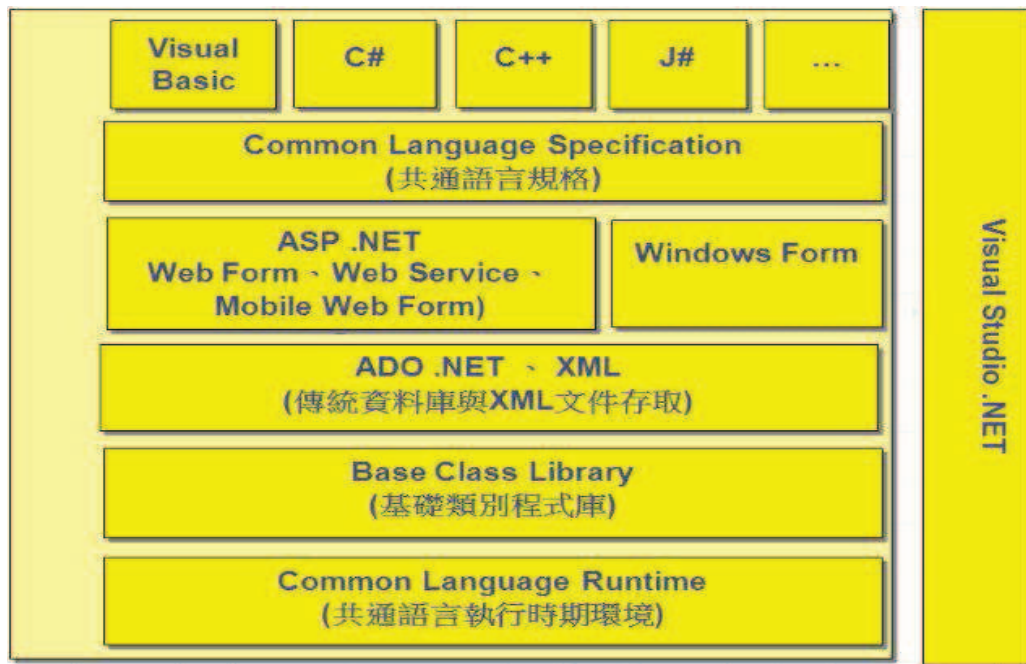 Visual
Basic
C#
C++
J#
...
Common Language Specification
(共通語言規格)
ASP .NET
Web Form、Web Service、
Mobile Web Form)
Windows Form
ADO .NET 、 XML
(傳統資料庫與XML文件存取)
Base Class Library
(基礎類別程式庫)
Common Language Runtime
(共通語言執行時期環境)
Visual Studio .NET